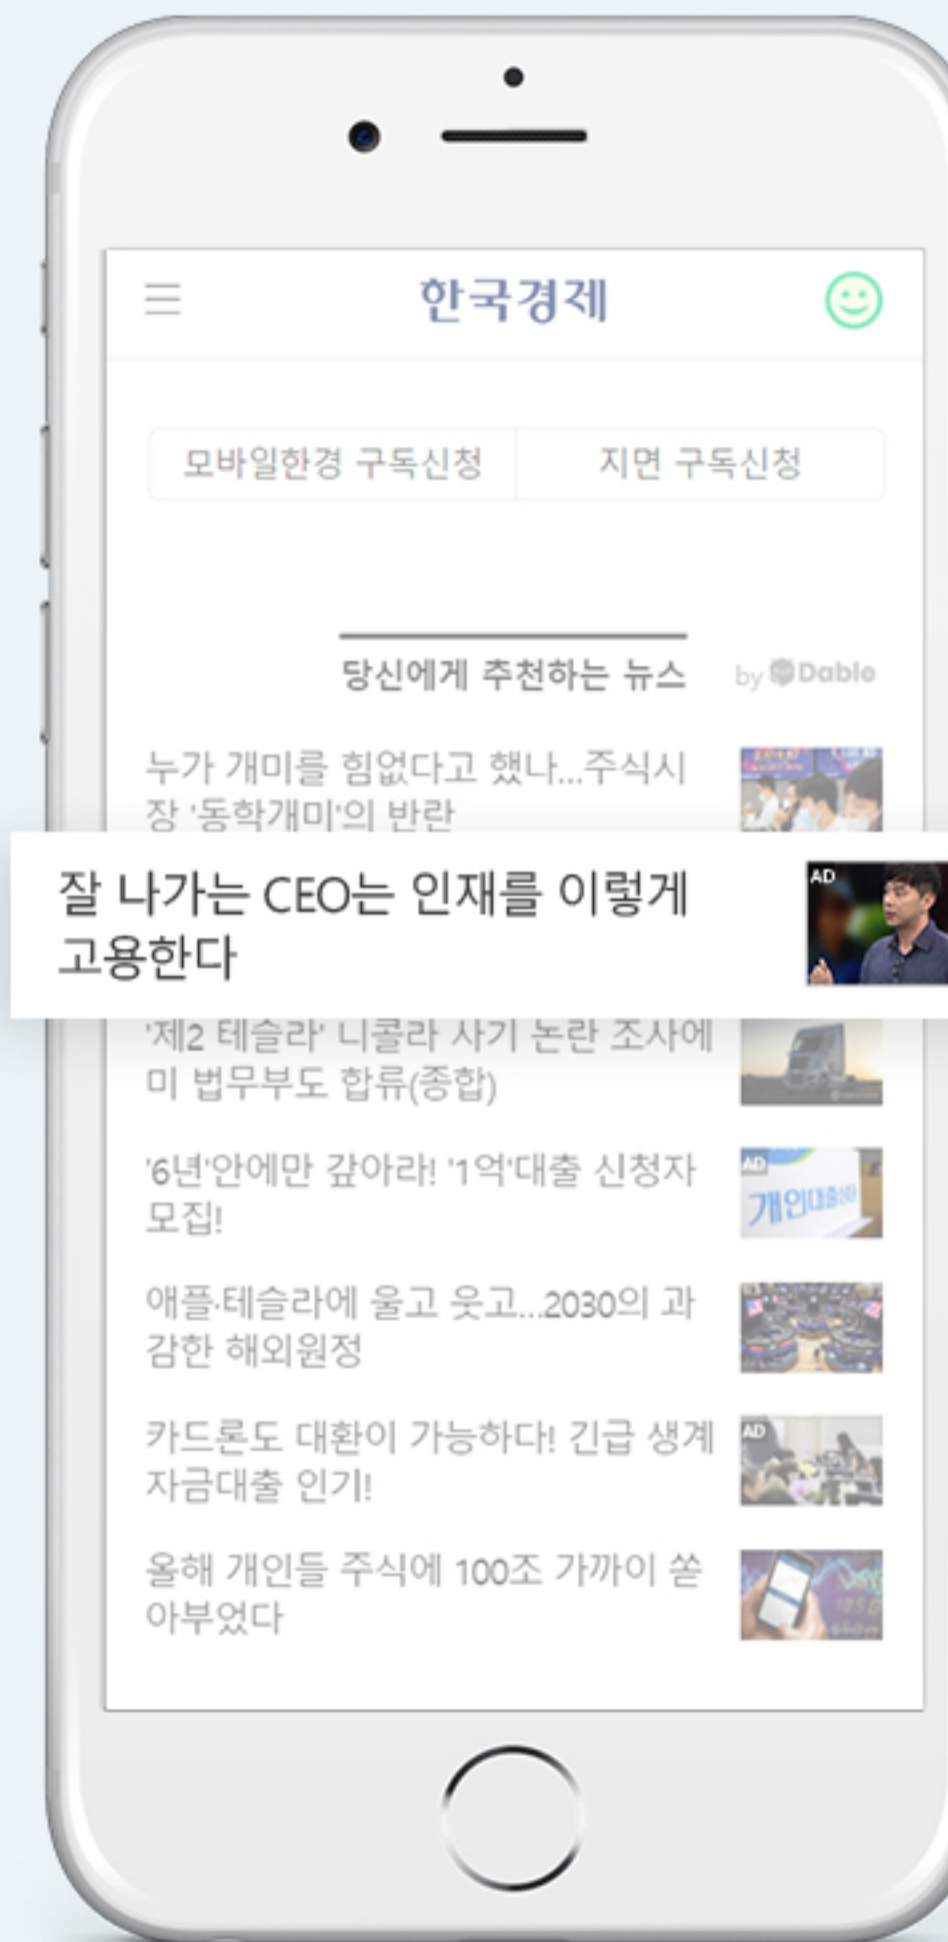 한국경제
모바일한경 구독신청 지면 구독신청
당신에게 추천하는 뉴스 by Dable
누가 개미를 힘없다고 했나...주식시
장 '동학개미'의 반란
잘 나가는 CEO는 인재를 이렇게
고용한다
AD
'제2 테슬라' 니콜라 사기 논란 조사에
미 법무부도 합류(종합)
'6년'안에만 갚아라! '1억'대출 신청자
모집!
AD
개인대출
애플·테슬라에 울고 웃고...2030의 과
감한 해외원정
카드론도 대환이 가능하다! 긴급 생계
자금대출 인기!
AD
올해 개인들 주식에 100조 가까이 쏟
아부었다